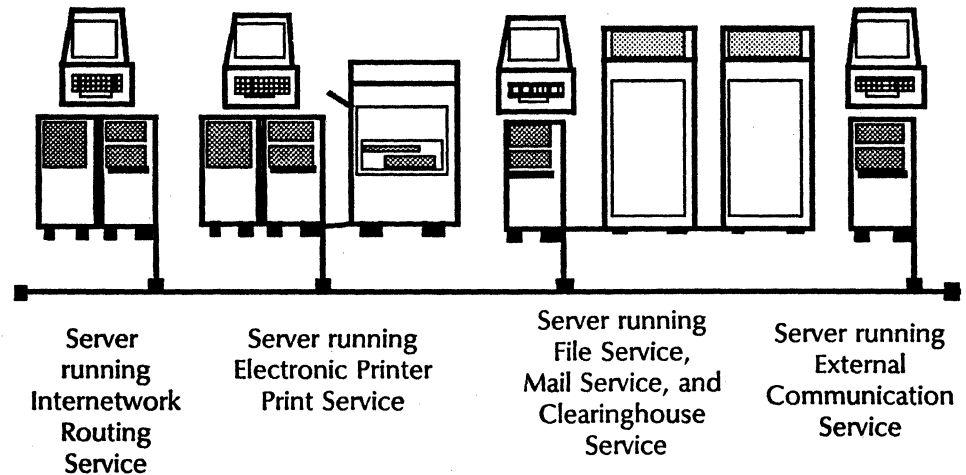 Server
running
Internetwork
Routing
Service
Server running
Electronic Printer
Print Service
Server running
File Service,
Mail Service, and
Clearinghouse
Service
Server running
External
Communication
Service